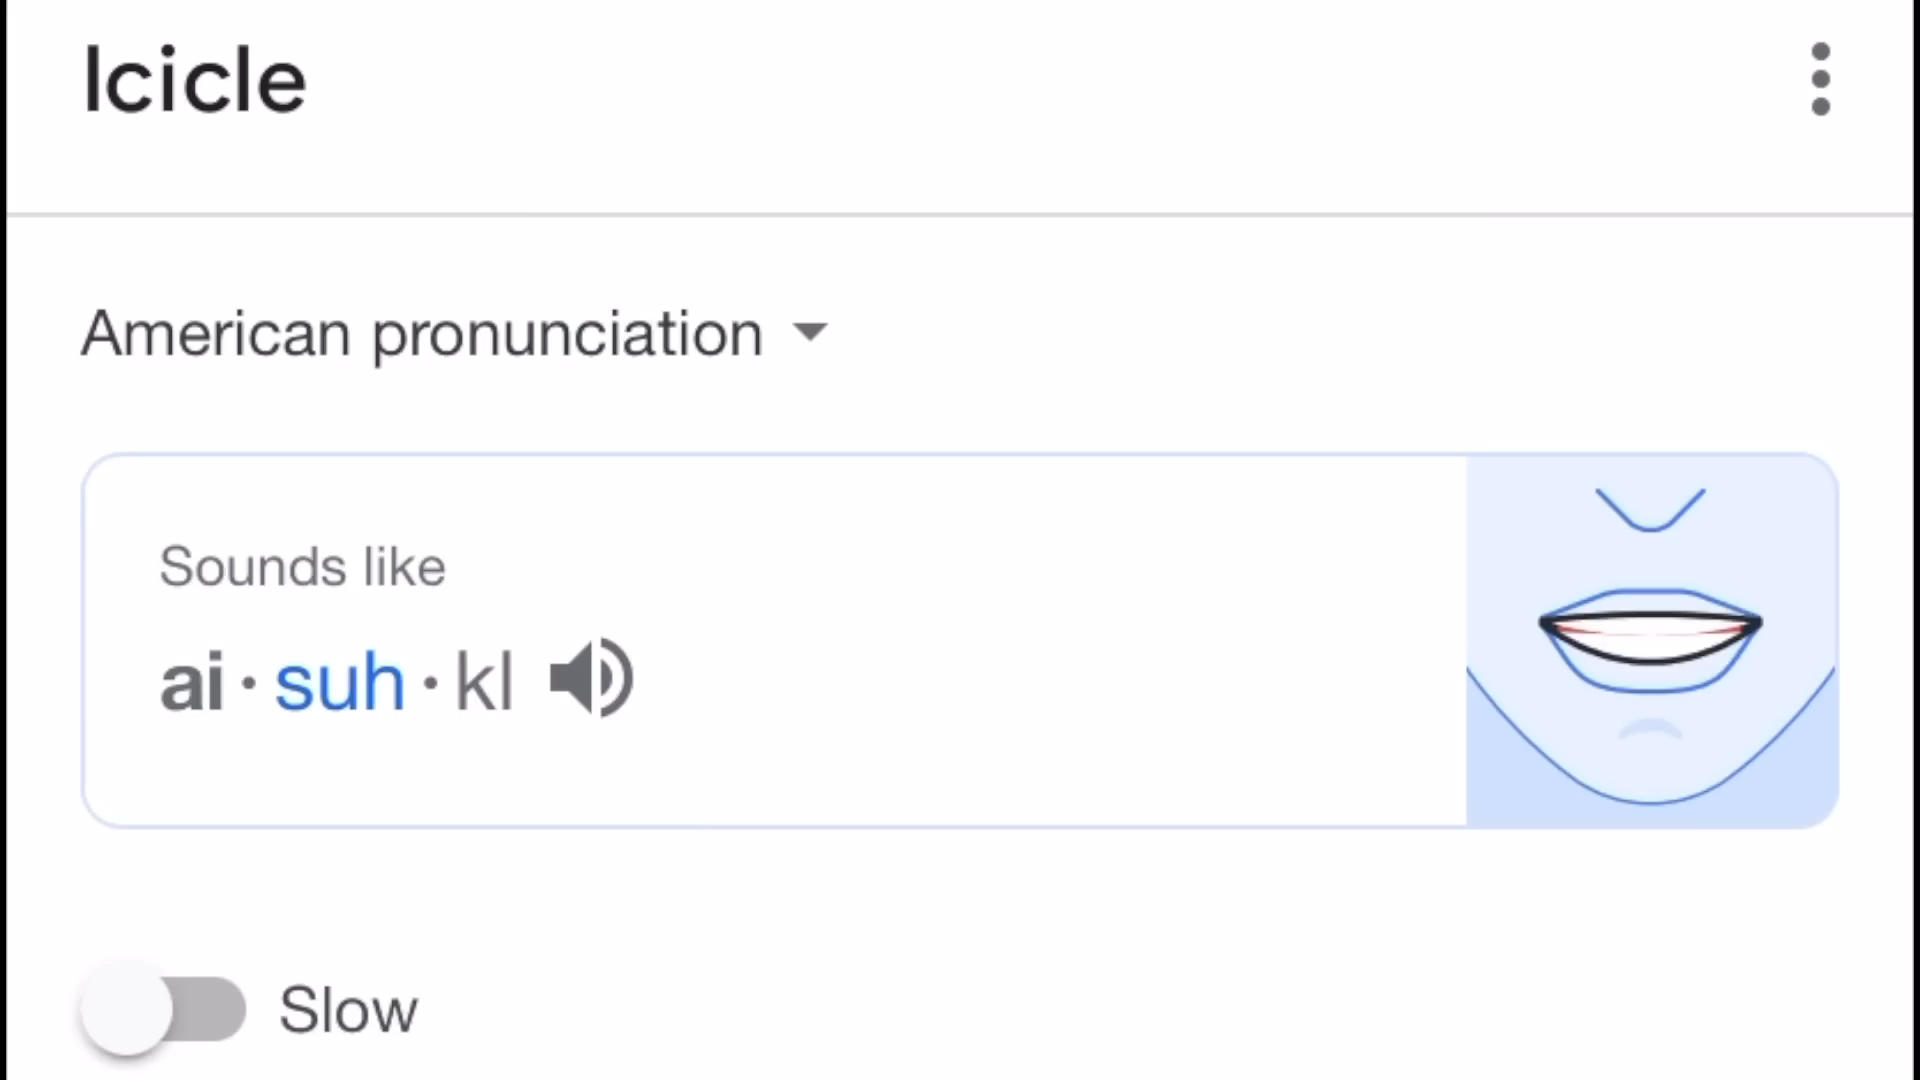 Icicle
American pronunciation
Sounds like
ai · suh · kl
Slow